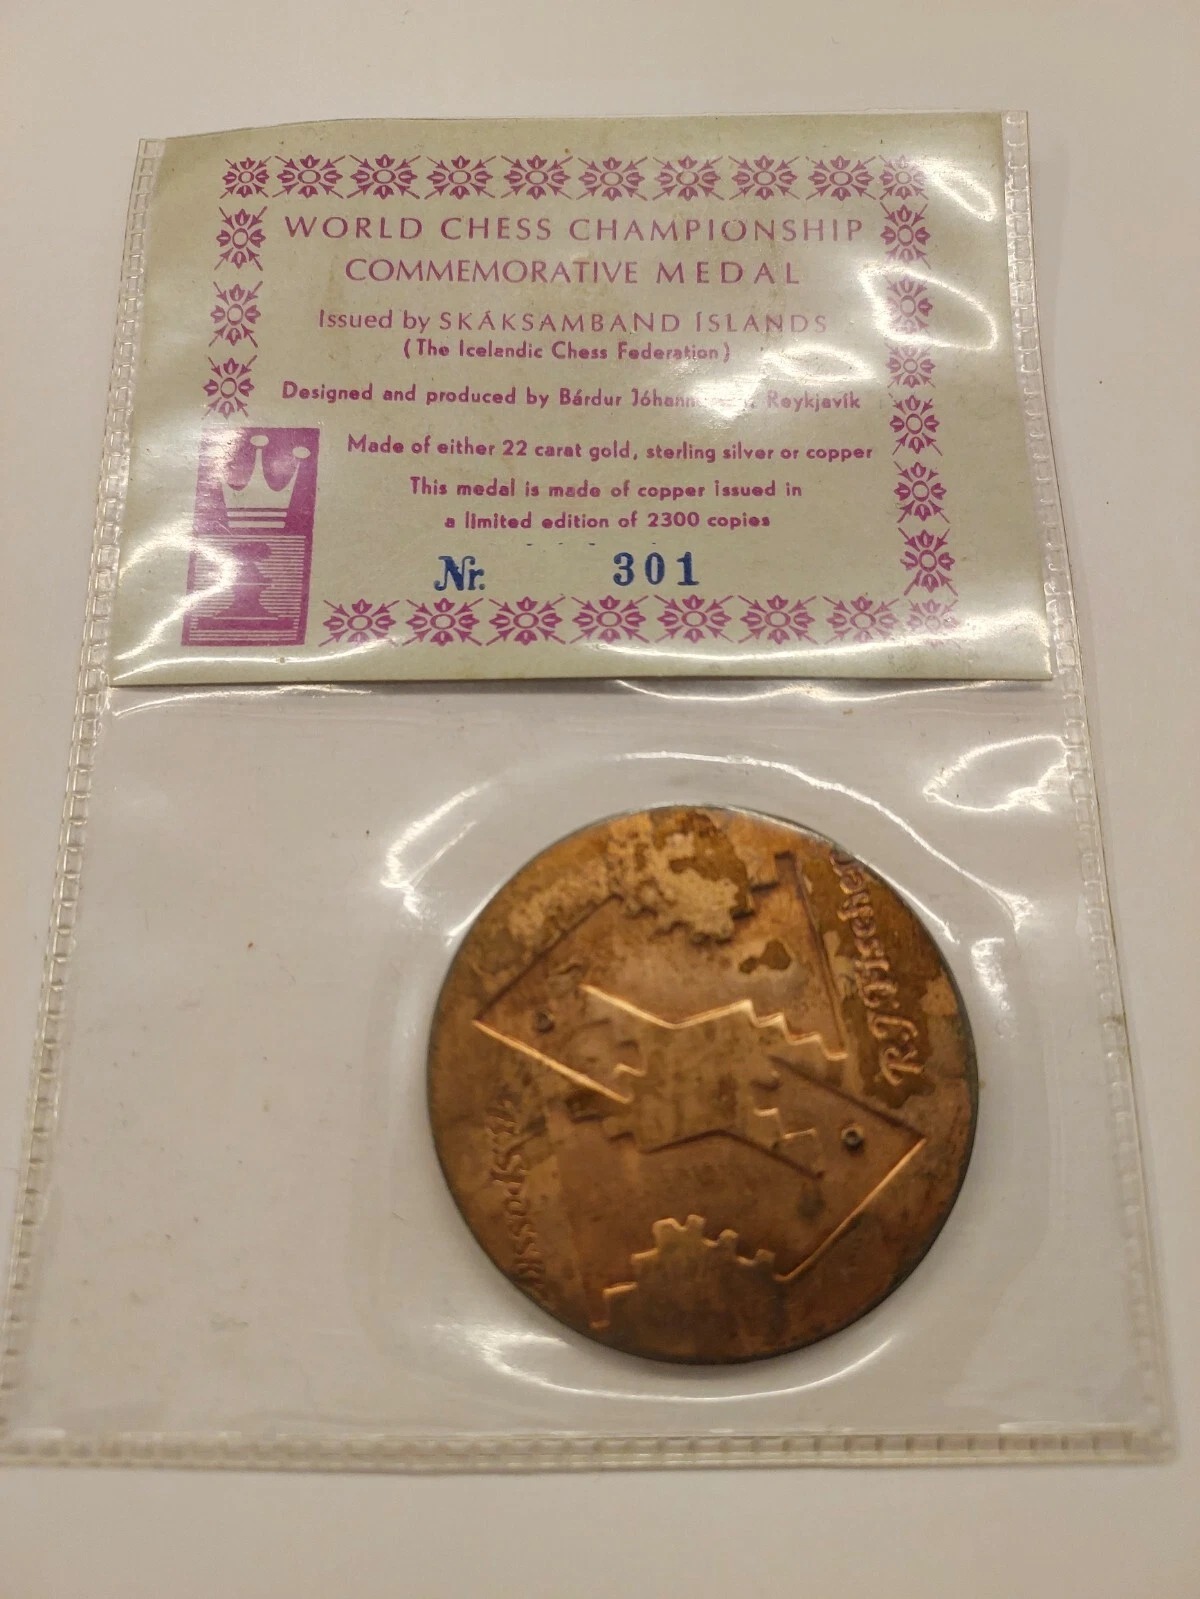 WORLD CHESS CHAMPIONSHIP
COMMEMORATIVE MEDAL
Issued by SKÁKSAMBAND ÍSLANDS
(The Icelandic Chess Federation)
Designed and produced by Bárdur Reykjavík
Made of either 22 carat gold, sterling silver or copper
This medal is made of copper issued in
a limited edition of 2300 copies
Nr. 301
R.J. Fischer